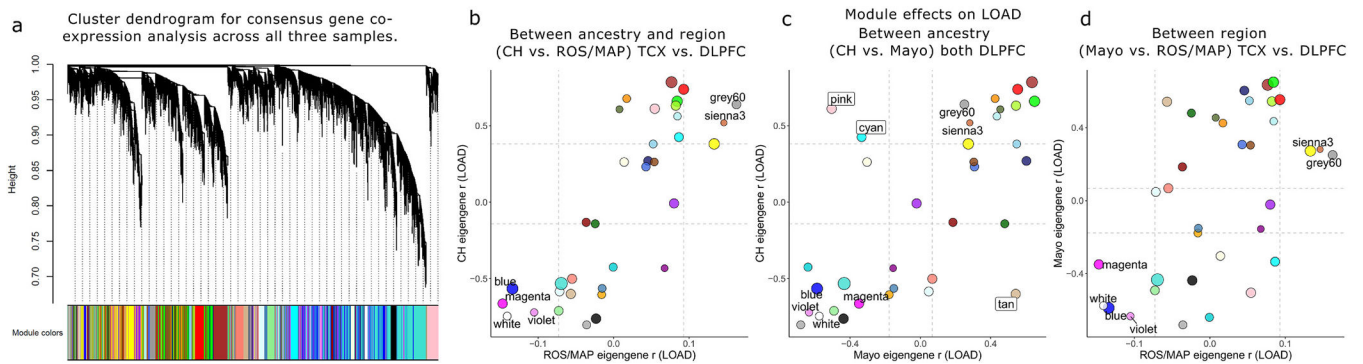 a
Cluster dendrogram for consensus gene co-
expression analysis across all three samples.
Height
1.00
0.95
0.90
0.85
0.80
0.75
0.70
Module colors
b
Between ancestry and region
(CH vs. ROS/MAP) TCX vs. DLPFC
CH eigengene r (LOAD)
0.5
0.0
−0.5
grey60
sienna3
blue
magenta
white
violet
−0.1
0.0
0.1
ROS/MAP eigengene r (LOAD)
Module effects on LOAD
c
Between ancestry
(CH vs. Mayo) both DLPFC
CH eigengene r (LOAD)
0.5
0.0
−0.5
pink
cyan
grey60
sienna3
blue
violet
magenta
white
tan
−0.4
0.0
0.4
Mayo eigengene r (LOAD)
d
Between region
(Mayo vs. ROS/MAP) TCX vs. DLPFC
Mayo eigengene r (LOAD)
0.4
0.0
−0.4
sienna3
grey60
magenta
white
blue
violet
−0.1
0.0
0.1
ROS/MAP eigengene r (LOAD)